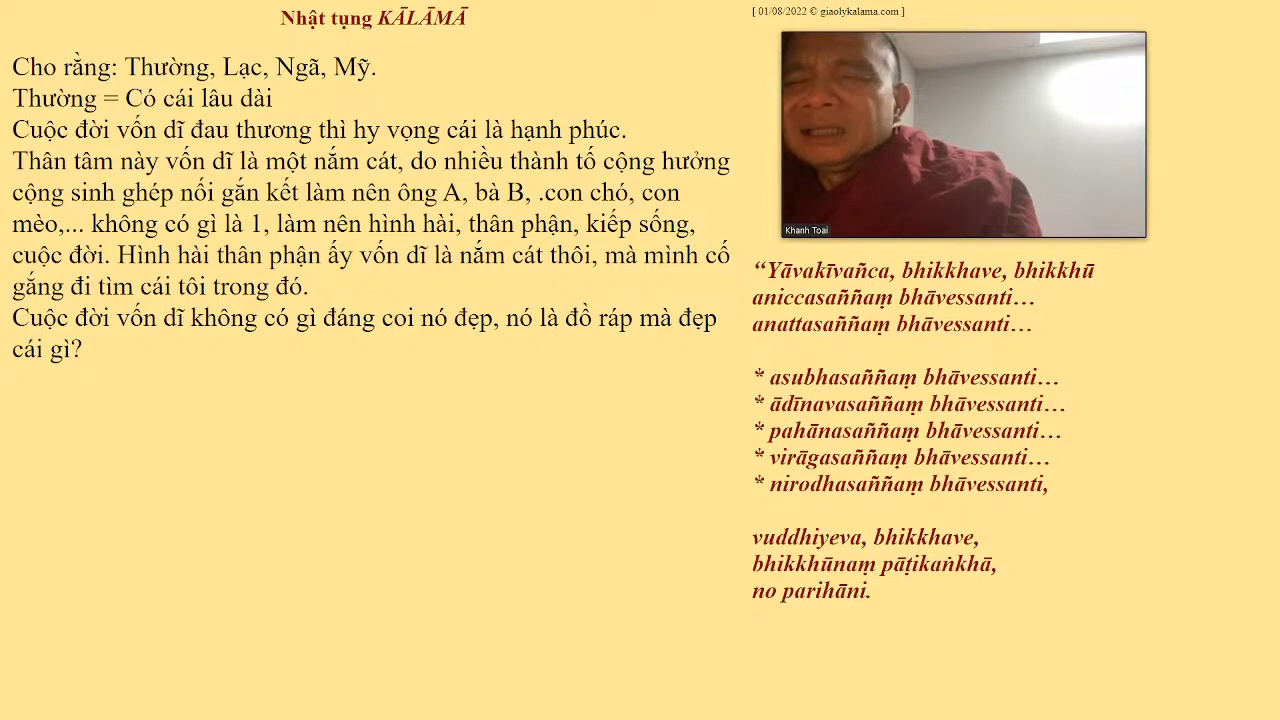 Nhật tụng KĀLĀMĀ
Cho rằng: Thường, Lạc, Ngã, Mỹ.
Thường = Có cái lâu dài
Cuộc đời vốn dĩ đau thương thì hy vọng cái là hạnh phúc.
Thân tâm này vốn dĩ là một nắm cát, do nhiều thành tố cộng hưởng
cộng sinh ghép nối gắn kết làm nên ông A, bà B, .con chó, con
mèo,... không có gì là 1, làm nên hình hài, thân phận, kiếp sống,
cuộc đời. Hình hài thân phận ấy vốn dĩ là nắm cát thôi, mà mình cố
gắng đi tìm cái tôi trong đó.
Cuộc đời vốn dĩ không có gì đáng coi nó đẹp, nó là đồ ráp mà đẹp
cái gì?
[ 01/08/2022 © giaolykalama.com ]
Khanh Toai
“Yāvakīvañca, bhikkhave, bhikkhū
aniccasaññaṃ bhāvessanti…
anattasaññaṃ bhāvessanti…
* asubhasaññaṃ bhāvessanti…
* ādīnavasaññaṃ bhāvessanti…
* pahānasaññaṃ bhāvessanti…
* virāgasaññaṃ bhāvessanti…
* nirodhasaññaṃ bhāvessanti,
vuddhiyeva, bhikkhave,
bhikkhūnaṃ pāṭikaṅkhā,
no parihāni.